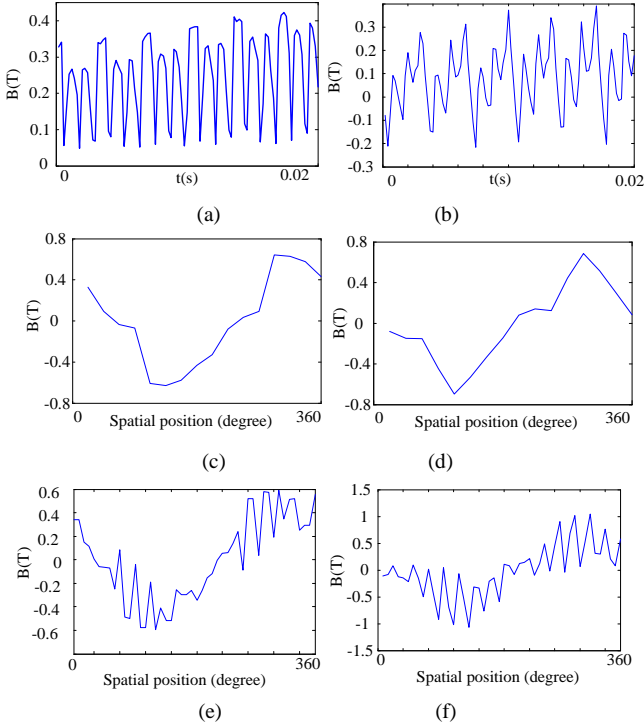 0.4
0.3
0.2
0.1
0
B(T)
0
t(s)
0.02
(a)
0.3
0.2
0.1
0
-0.1
-0.3
B(T)
0
t(s)
0.02
(b)
0.8
0.4
0
-0.4
-0.8
B(T)
Spatial position (degree)
360
(c)
0.8
0.4
0
-0.4
-0.8
B(T)
Spatial position (degree)
360
(d)
0.6
0.4
0.2
0
-0.2
-0.4
-0.6
B(T)
0
360
Spatial position (degree)
(e)
1.5
1
0.5
0
-0.5
-1
-1.5
B(T)
0
360
Spatial position (degree)
(f)